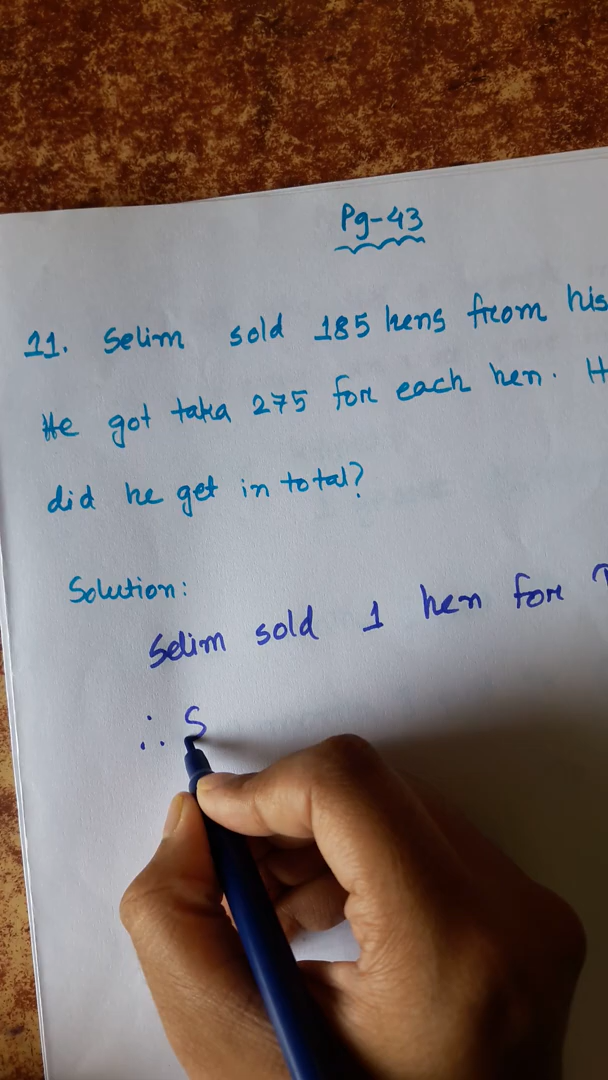 Pg-43
11. Selim sold 185 hens from his
He got taka 275 for each hen. H
did he get in total?
Solution:
Selim sold 1 hen for T
∴ S